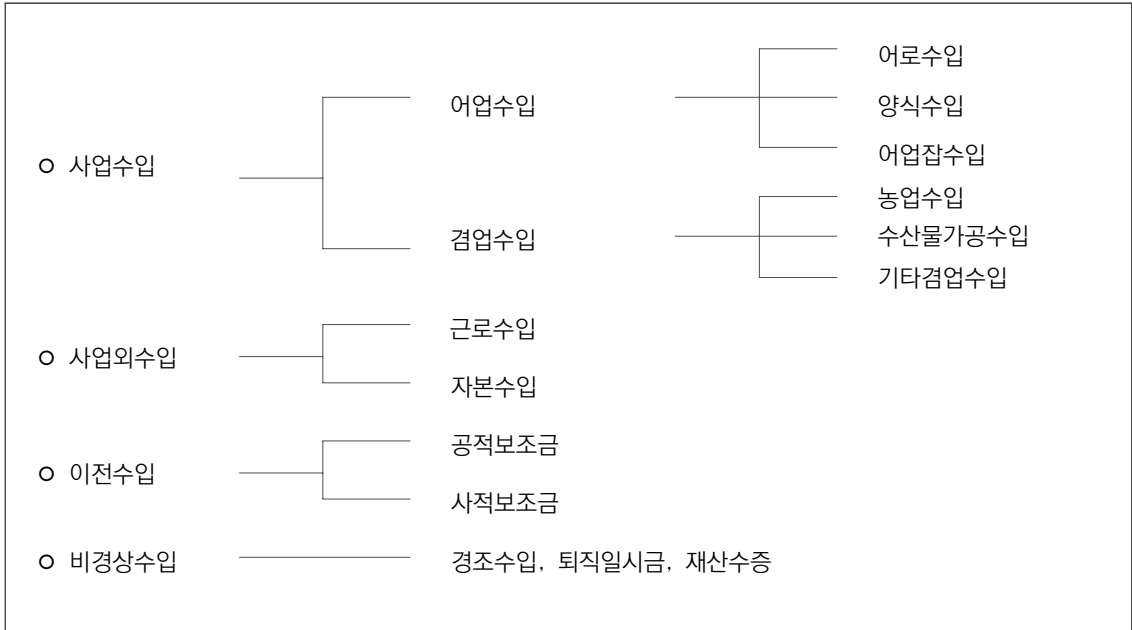 어로수입
어업수입
양식수입
ㅇ 사업수입
어업잡수입
농업수입
겸업수입
수산물가공수입
기타겸업수입
근로수입
ㅇ 사업외수입
자본수입
공적보조금
ㅇ 이전수입
사적보조금
ㅇ 비경상수입
경조수입, 퇴직일시금, 재산수증